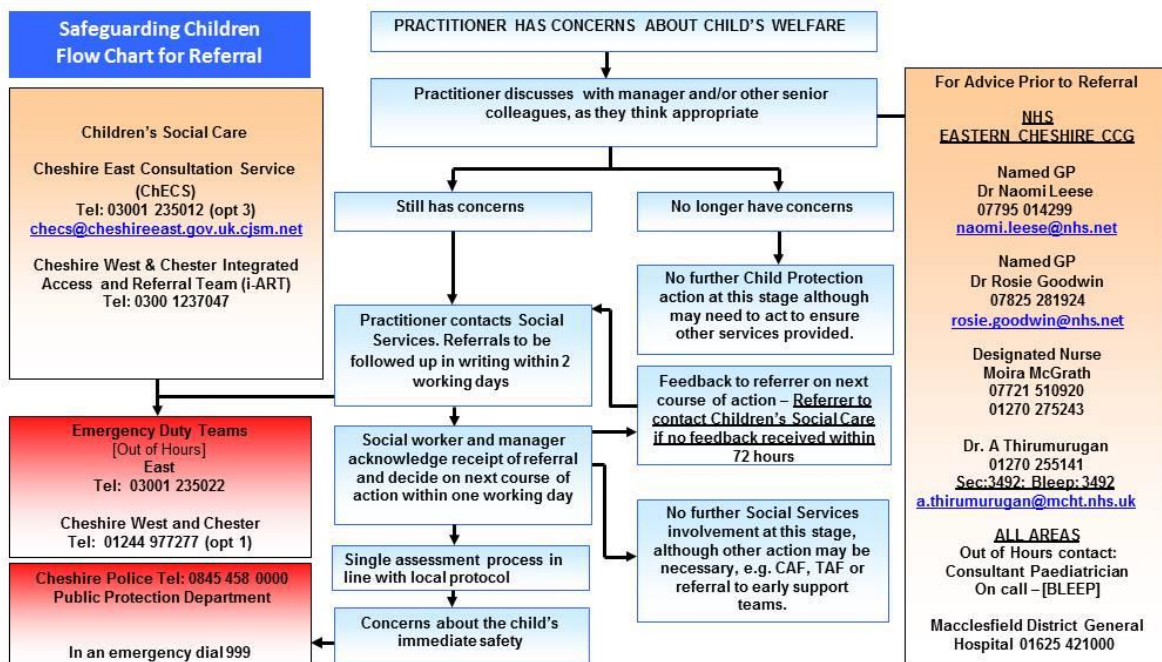 Safeguarding Children
Flow Chart for Referral
Children's Social Care
Cheshire East Consultation Service
(ChECS)
Tel: 03001 235012 (opt 3)
checs@cheshireeast.gov.uk.cjsm.net
Cheshire West & Chester Integrated
Access and Referral Team (i-ART)
Tel: 0300 1237047
Emergency Duty Teams
[Out of Hours]
East
Tel: 03001 235022
Cheshire West and Chester
Tel: 01244 977277 (opt 1)
Cheshire Police Tel: 0845 458 0000
Public Protection Department
In an emergency dial 999
PRACTITIONER HAS CONCERNS ABOUT CHILD'S WELFARE
Practitioner discusses with manager and/or other senior
colleagues, as they think appropriate
Still has concerns
No longer have concerns
No further Child Protection
action at this stage although
may need to act to ensure
other services provided.
Practitioner contacts Social
Services. Referrals to be
followed up in writing within 2
working days
Feedback to referrer on next
course of action – Referrer to
contact Children's Social Care
if no feedback received within
72 hours
Social worker and manager
acknowledge receipt of referral
and decide on next course of
action within one working day
No further Social Services
involvement at this stage,
although other action may be
necessary, e.g. CAF, TAF or
referral to early support
teams.
Single assessment process in
line with local protocol
Concerns about the child's
immediate safety
For Advice Prior to Referral
NHS
EASTERN CHESHIRE CCG
Named GP
Dr Naomi Leese
07795 014299
naomi.leese@nhs.net
Named GP
Dr Rosie Goodwin
07825 281924
rosie.goodwin@nhs.net
Designated Nurse
Moira McGrath
07721 510920
01270 275243
Dr. A Thirumurugan
01270 255141
Sec:3492: Bleep: 3492
a.thirumurugan@mcht.nhs.uk
ALL AREAS
Out of Hours contact:
Consultant Paediatrician
On call – [BLEEP]
Macclesfield District General
Hospital 01625 421000